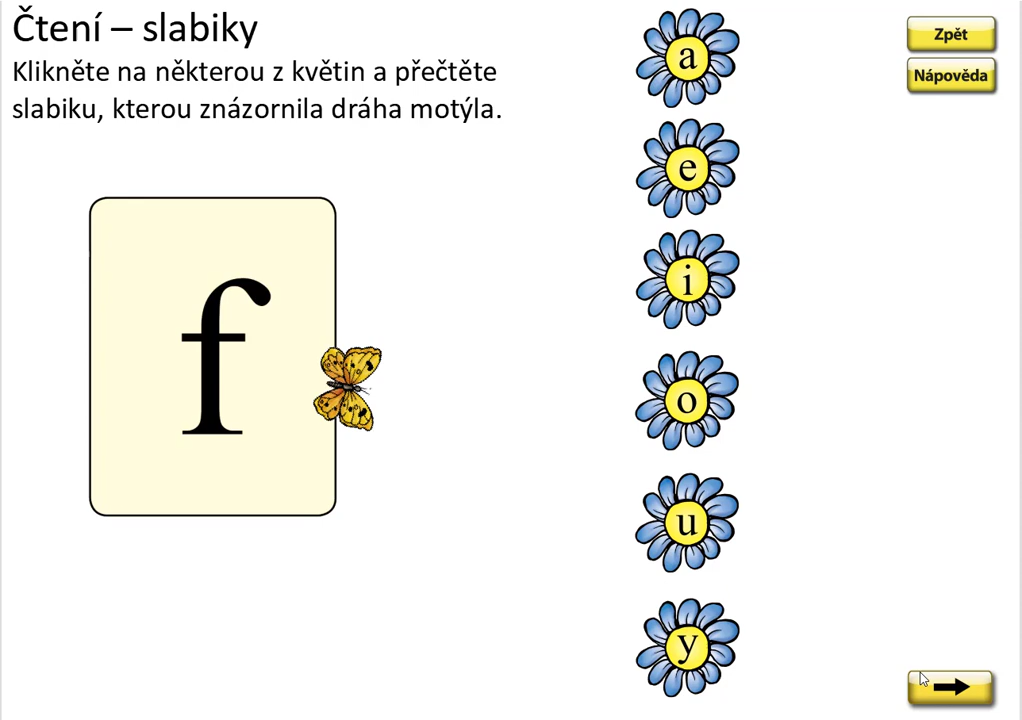 Čtení – slabiky
Klikněte na některou z květin a přečtěte
slabiku, kterou znázornila dráha motýla.
f
a
e
i
o
u
y
Zpět
Nápověda